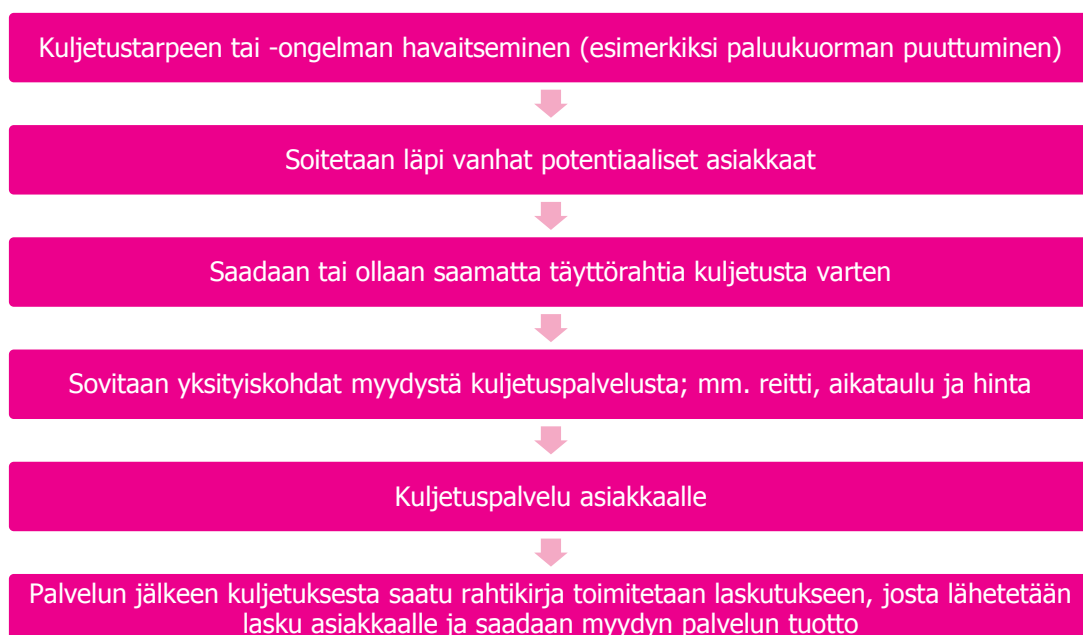 Kuljetustarpeen tai -ongelman havaitseminen (esimerkiksi paluukuorman puuttuminen)
Soitetaan läpi vanhat potentiaaliset asiakkaat
Saadaan tai ollaan saamatta täyttörahtia kuljetusta varten
Sovitaan yksityiskohdat myydystä kuljetuspalvelusta; mm. reitti, aikataulu ja hinta
Kuljetuspalvelu asiakkaalle
Palvelun jälkeen kuljetuksesta saatu rahtikirja toimitetaan laskutukseen, josta lähetetään
lasku asiakkaalle ja saadaan myydyn palvelun tuotto